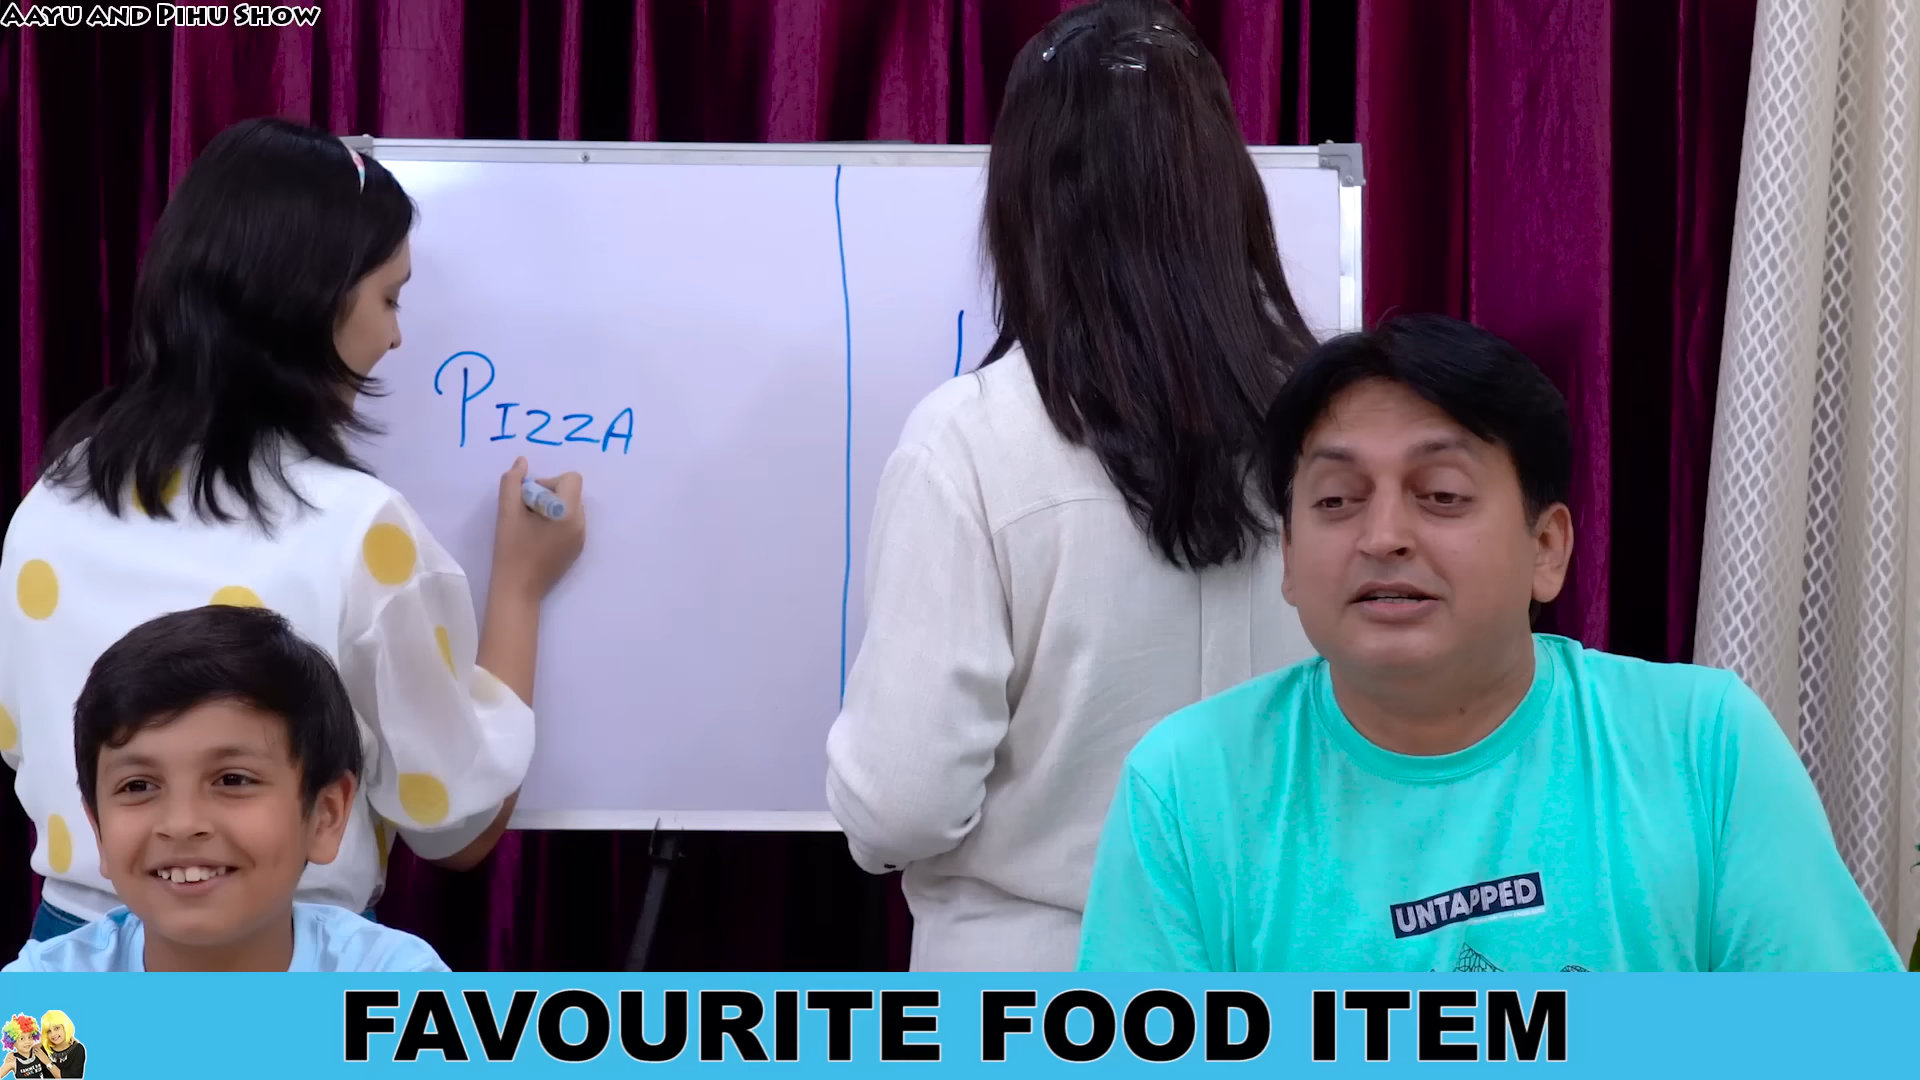 AAYU AND PIHU SHOW
PIZZA
UNTAPPED
FAVOURITE FOOD ITEM